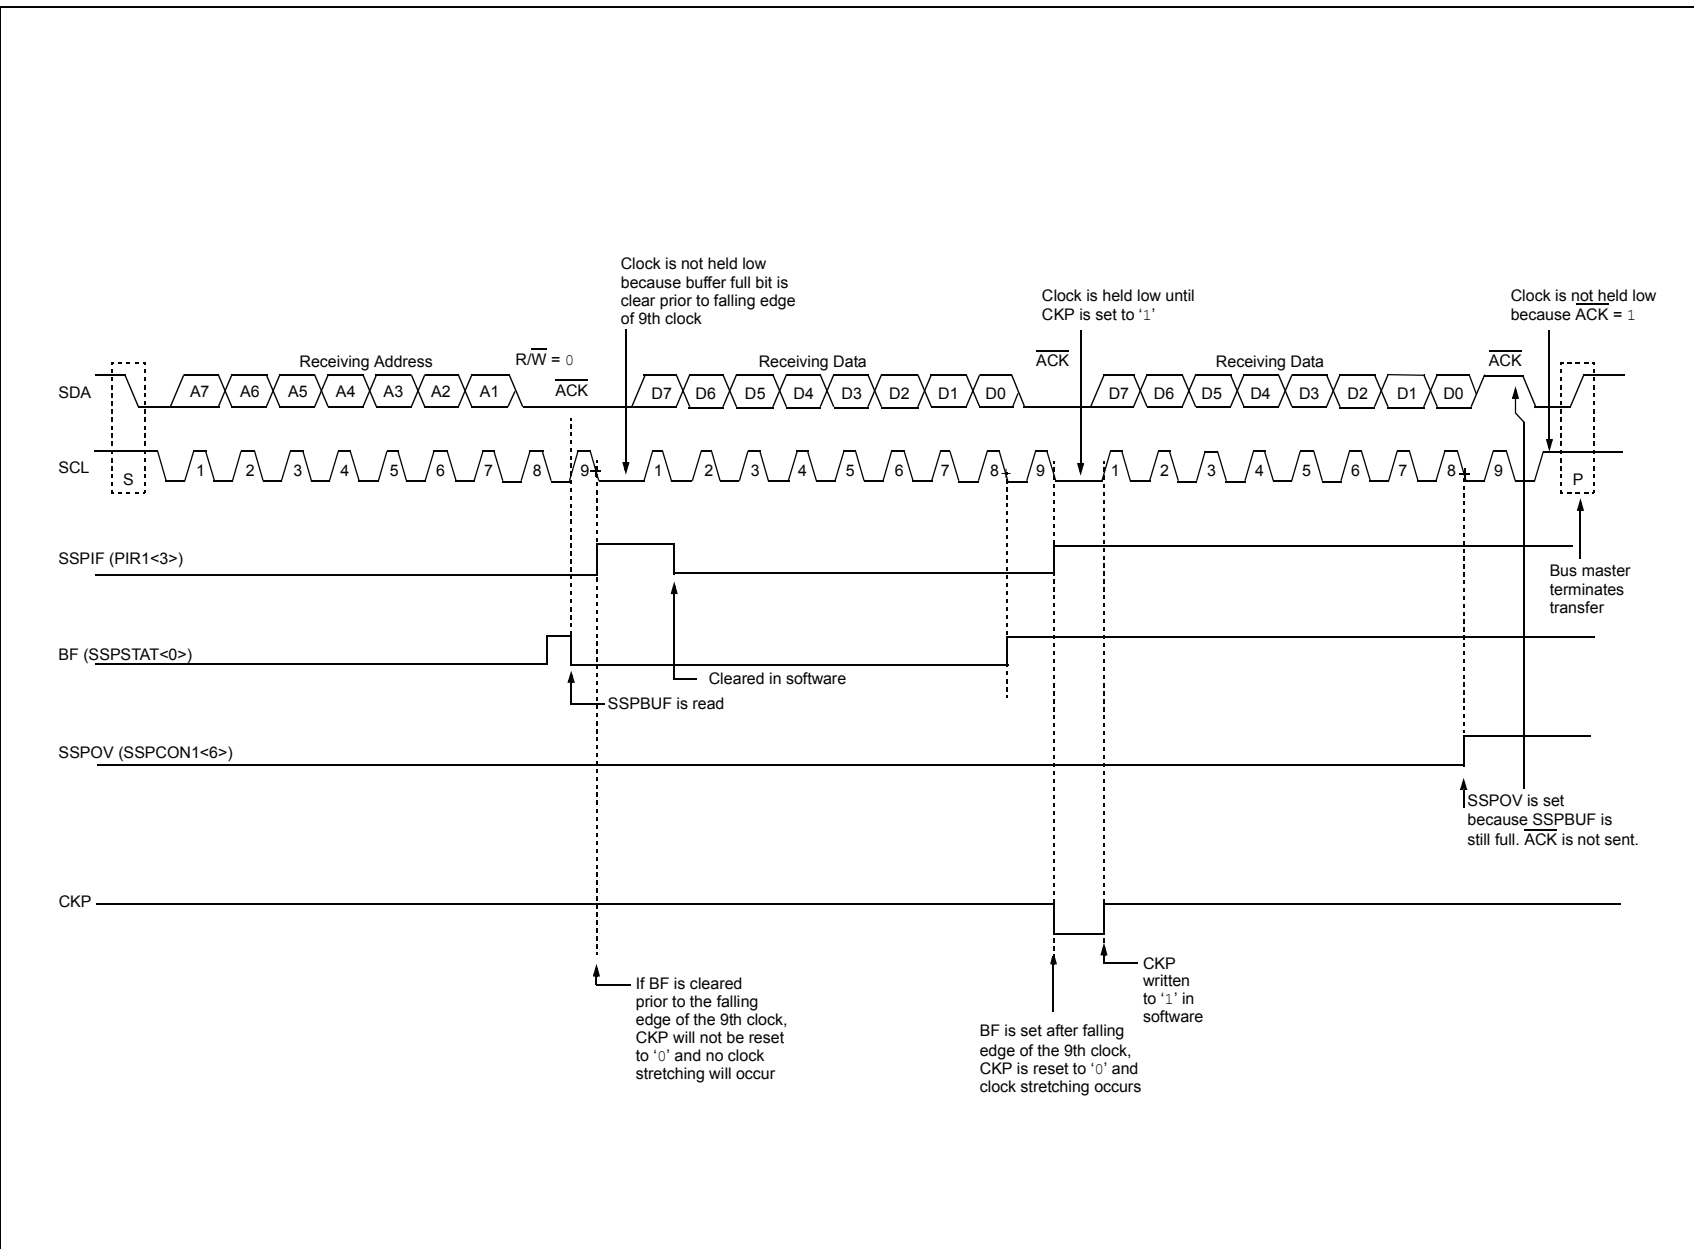 Clock is not held low
because buffer full bit is
clear prior to falling edge
of 9th clock
Clock is held low until
CKP is set to ‘1’
Clock is not held low
because ACK = 1
Receiving Address
R/W = 0
ACK
Receiving Data
ACK
Receiving Data
ACK
SDA
A7 A6 A5 A4 A3 A2 A1
D7 D6 D5 D4 D3 D2 D1 D0
D7 D6 D5 D4 D3 D2 D1 D0
SCL
S
1 2 3 4 5 6 7 8 9
1 2 3 4 5 6 7 8 9
1 2 3 4 5 6 7 8 9
P
SSPIF (PIR1<3>)
Bus master
terminates
transfer
BF (SSPSTAT<0>)
Cleared in software
SSPBUF is read
SSPOV (SSPCON1<6>)
SSPOV is set
because SSPBUF is
still full. ACK is not sent.
CKP
If BF is cleared
prior to the falling
edge of the 9th clock,
CKP will not be reset
to ‘0’ and no clock
stretching will occur
CKP
written
to ‘1’ in
software
BF is set after falling
edge of the 9th clock,
CKP is reset to ‘0’ and
clock stretching occurs